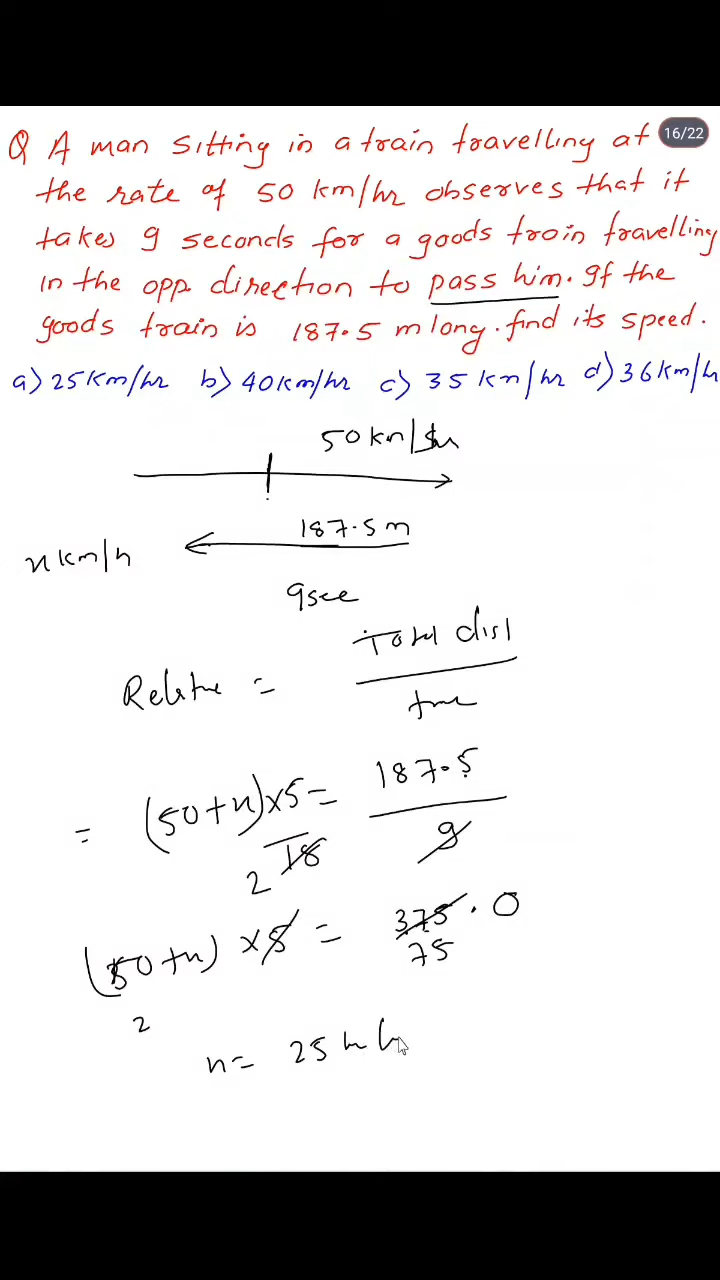 Q A man sitting in a train travelling at
16/22
the rate of 50 km/hr observes that it
takes 9 seconds for a goods train travelling
in the opp. direction to pass him. If the
goods train is 187.5 m long. find its speed.
a) 25 Km/hr b) 40 Km/hr c) 35 Km/hr d) 36 Km/h
50 km/hr
187.5 m
x km/h
9 sec
Relative = Total dist
time
= (50+x) × 5 = 187.5
18 9
2
(50+x) × 5 = 375.0
75
2
x = 25 km/h